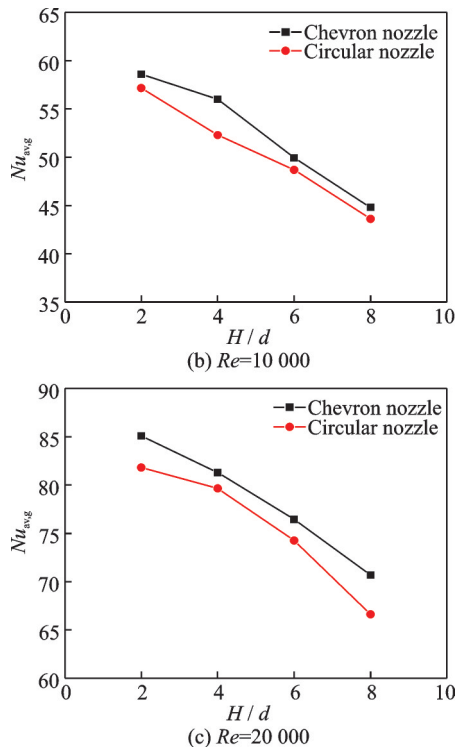 65
Chevron nozzle
60
Circular nozzle
55
50
Nu_av,g
45
40
35
0 2 4 6 8 10
H / d
(b) Re=10 000
90
Chevron nozzle
85
Circular nozzle
80
75
Nu_av,g
70
65
60
0 2 4 6 8 10
H / d
(c) Re=20 000